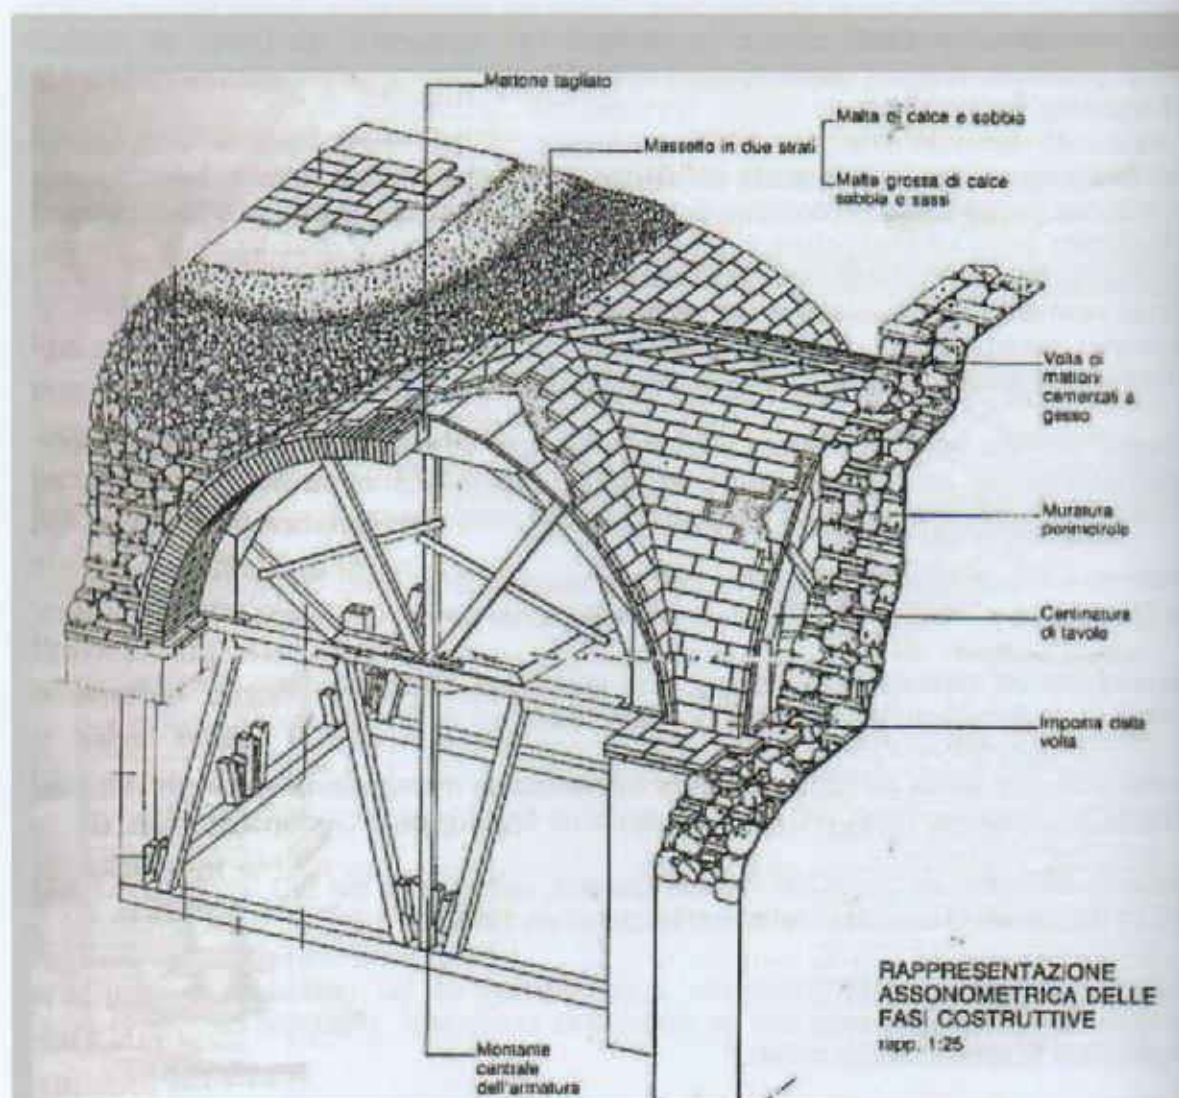 Mattone tagliato
Massetto in due strati
Malta di calce e sabbia
Malta grossa di calce
sabbia e sassi
Volta di
mattoni
cementati a
gesso
Muratura
perimetrale
Centinatura
di tavole
Imposta della
volta
RAPPRESENTAZIONE
ASSONOMETRICA DELLE
FASI COSTRUTTIVE
rapp. 1:25
Montante
centrale
dell'armatura